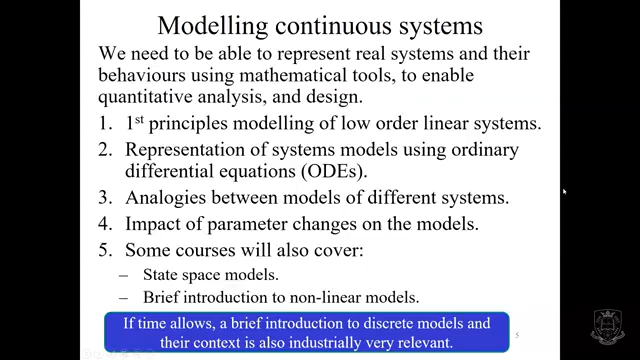 Modelling continuous systems
We need to be able to represent real systems and their
behaviours using mathematical tools, to enable
quantitative analysis, and design.
1. 1st principles modelling of low order linear systems.
2. Representation of systems models using ordinary
differential equations (ODEs).
3. Analogies between models of different systems.
4. Impact of parameter changes on the models.
5. Some courses will also cover:
– State space models.
– Brief introduction to non-linear models.
If time allows, a brief introduction to discrete models and
their context is also industrially very relevant.
5